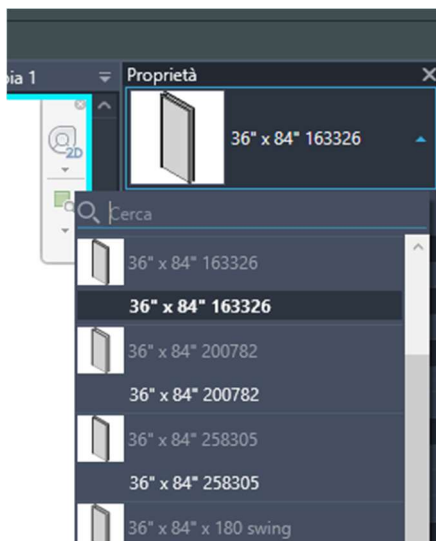 ia 1
Proprietà
36" x 84" 163326
2D
Cerca
36" x 84" 163326
36" x 84" 163326
36" x 84" 200782
36" x 84" 200782
36" x 84" 258305
36" x 84" 258305
36" x 84" x 180 swing